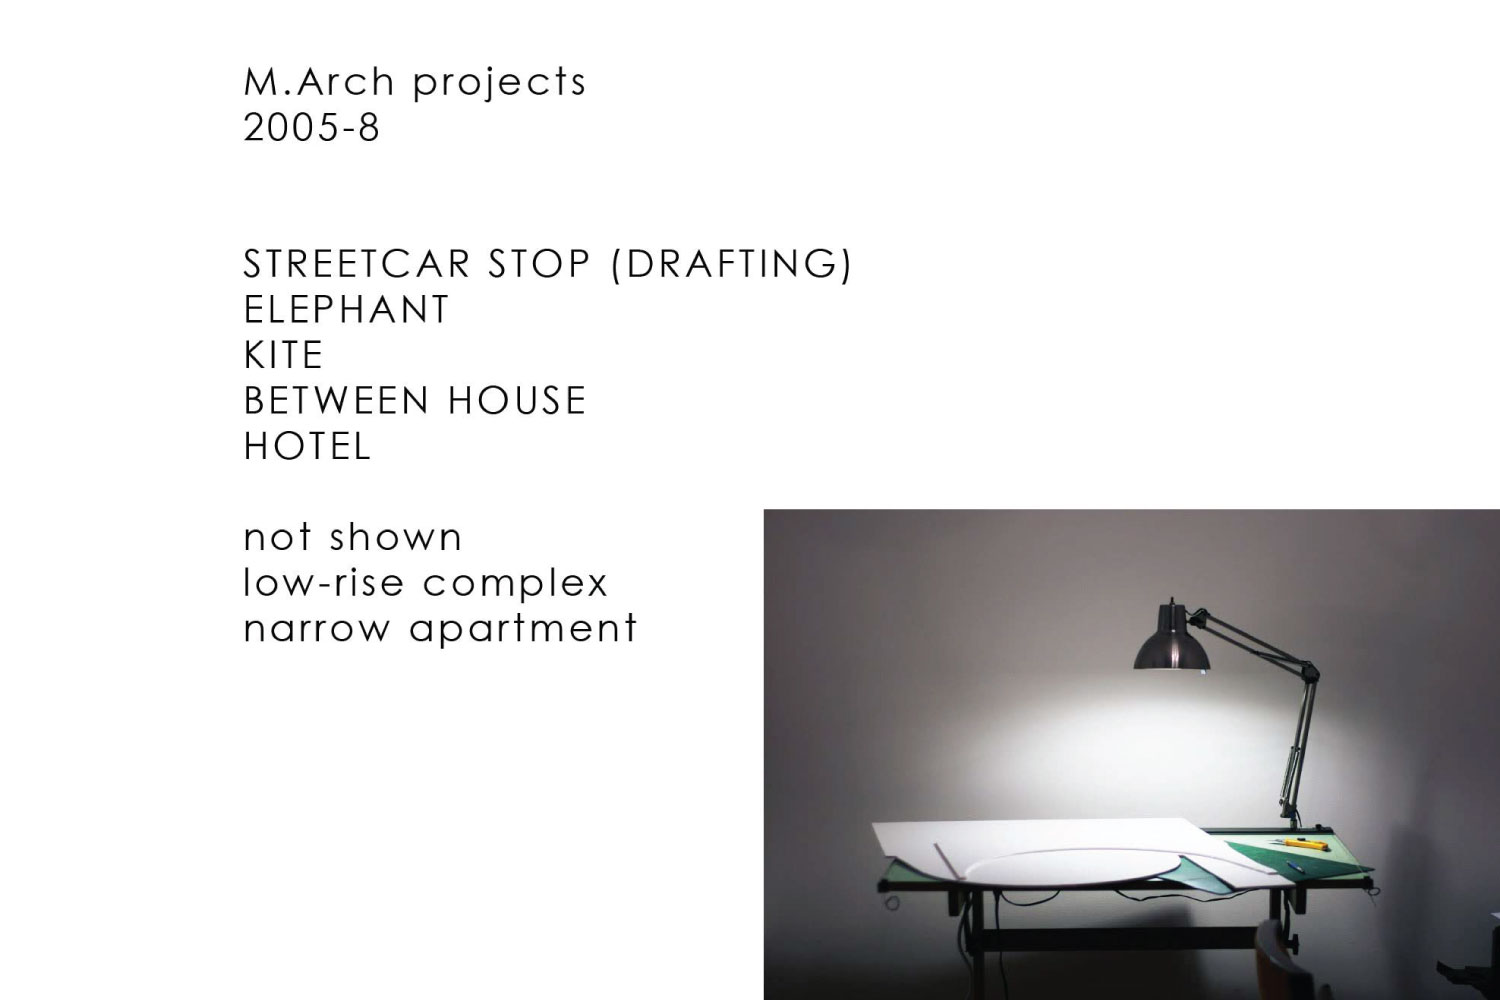 M.Arch projects
2005-8
STREETCAR STOP (DRAFTING)
ELEPHANT
KITE
BETWEEN HOUSE
HOTEL
not shown
low-rise complex
narrow apartment